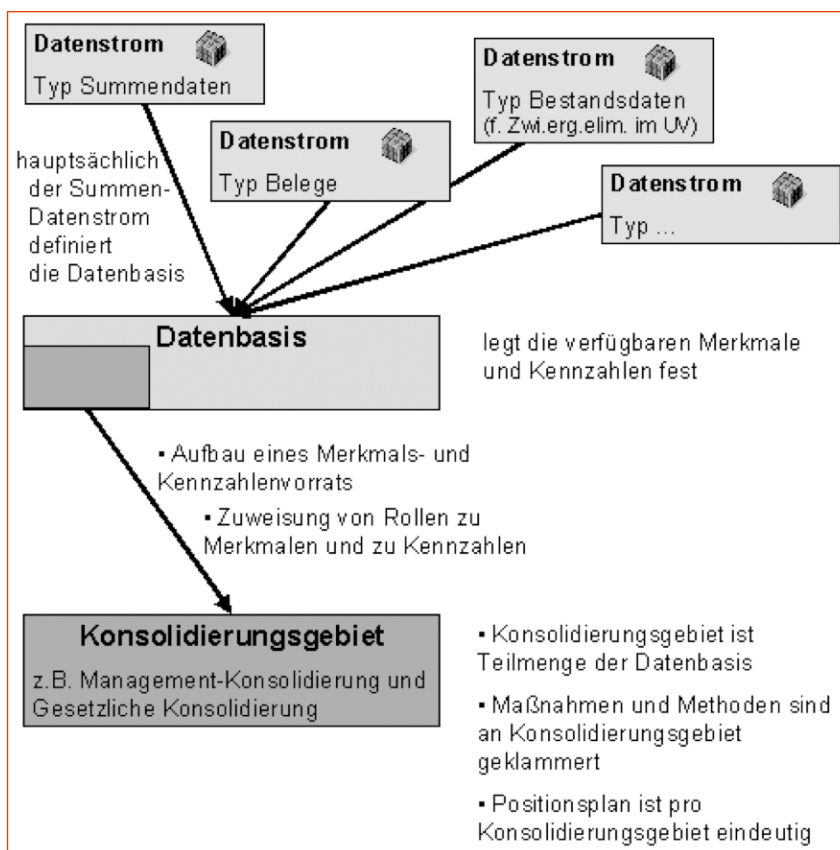 Datenstrom
Typ Summendaten
Datenstrom
Typ Bestandsdaten
(f. Zwi.erg.elim. im UV)
Datenstrom
Typ Belege
Datenstrom
Typ ...
hauptsächlich
der Summen-
Datenstrom
definiert
die Datenbasis
Datenbasis
legt die verfügbaren Merkmale
und Kennzahlen fest
▪ Aufbau eines Merkmals- und
Kennzahlenvorrats
▪ Zuweisung von Rollen zu
Merkmalen und zu Kennzahlen
Konsolidierungsgebiet
z.B. Management-Konsolidierung und
Gesetzliche Konsolidierung
▪ Konsolidierungsgebiet ist
Teilmenge der Datenbasis
▪ Maßnahmen und Methoden sind
an Konsolidierungsgebiet
geklammert
▪ Positionsplan ist pro
Konsolidierungsgebiet eindeutig